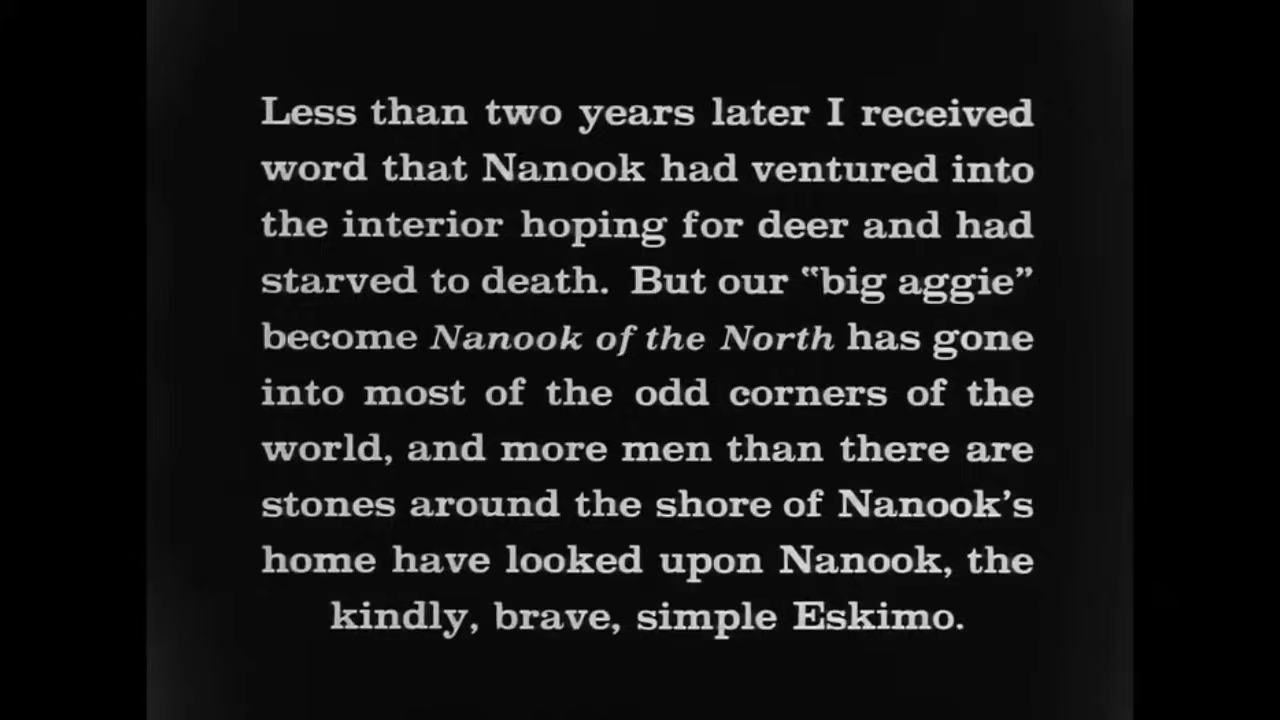 Less than two years later I received
word that Nanook had ventured into
the interior hoping for deer and had
starved to death. But our “big aggie”
become Nanook of the North has gone
into most of the odd corners of the
world, and more men than there are
stones around the shore of Nanook’s
home have looked upon Nanook, the
kindly, brave, simple Eskimo.